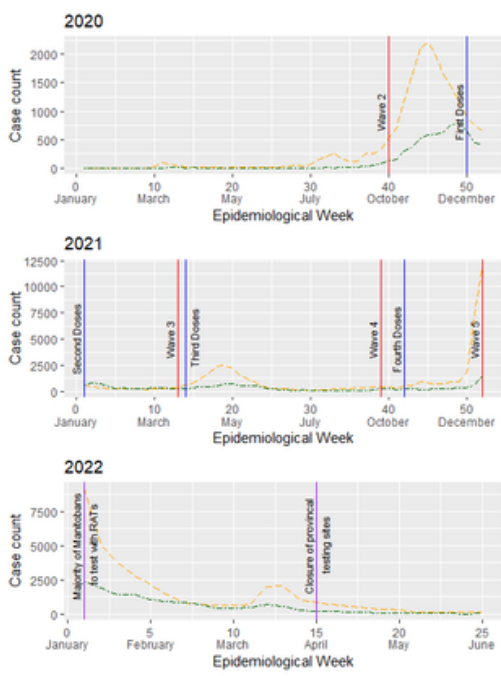 2020
Case count
2000
1500
1000
500
0
Wave 2
First Doses
0 10 20 30 40 50
January March May July October December
Epidemiological Week
2021
Case count
12500
10000
7500
5000
2500
0
Second Doses
Wave 3
Third Doses
Wave 4
Fourth Doses
Wave 5
0 10 20 30 40 50
January March May July October December
Epidemiological Week
2022
Case count
7500
5000
2500
0
Majority of Manitobans
to test with RATs
Closure of provincal
testing sites
0 5 10 15 20 25
February March April May June
Epidemiological Week